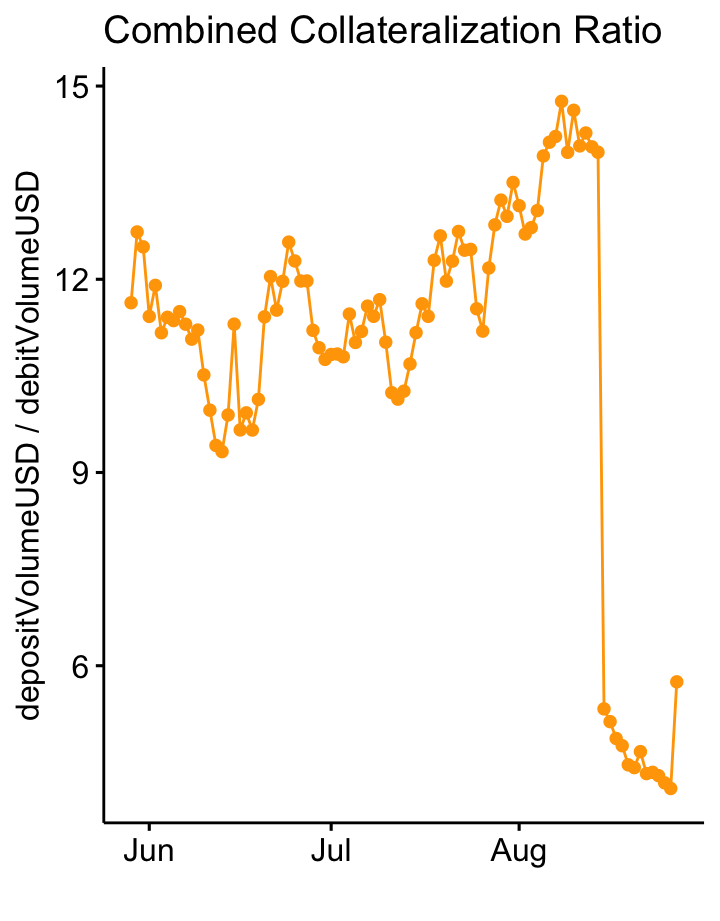 Combined Collateralization Ratio
depositVolumeUSD / debitVolumeUSD
15
12
9
6
Jun
Jul
Aug